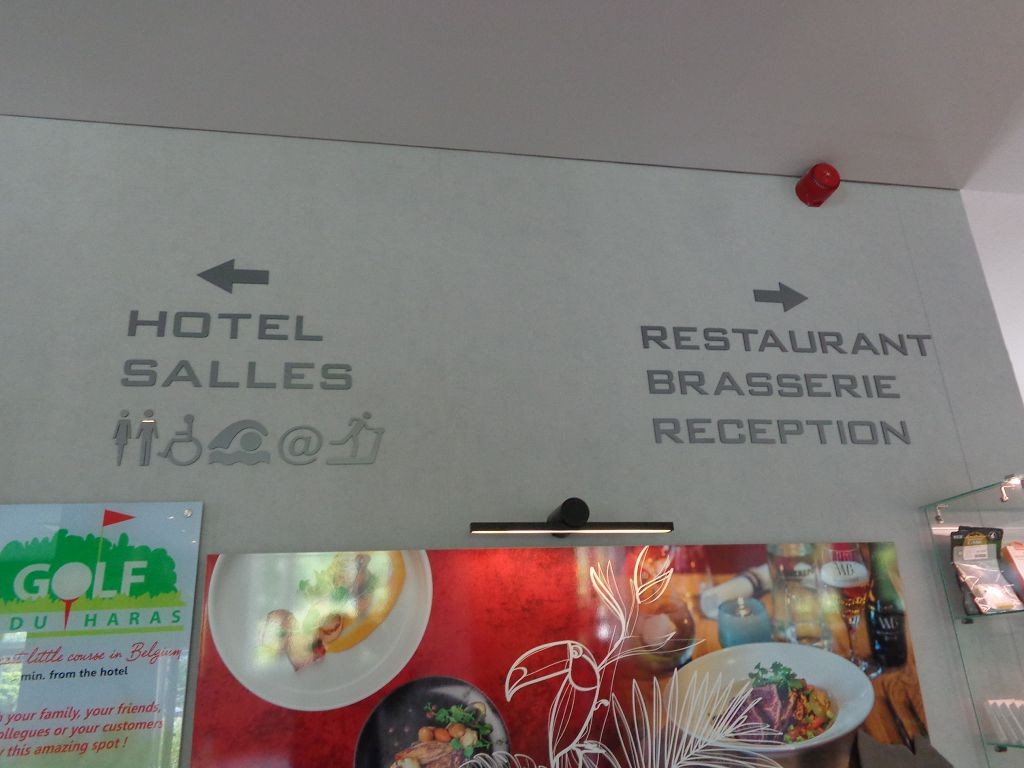 HOTEL
SALLES
@
RESTAURANT
BRASSERIE
RECEPTION
GOLF
DU HARAS
little course in Belgium
min. from the hotel
your family, your friends,
or your customers
this amazing spot !